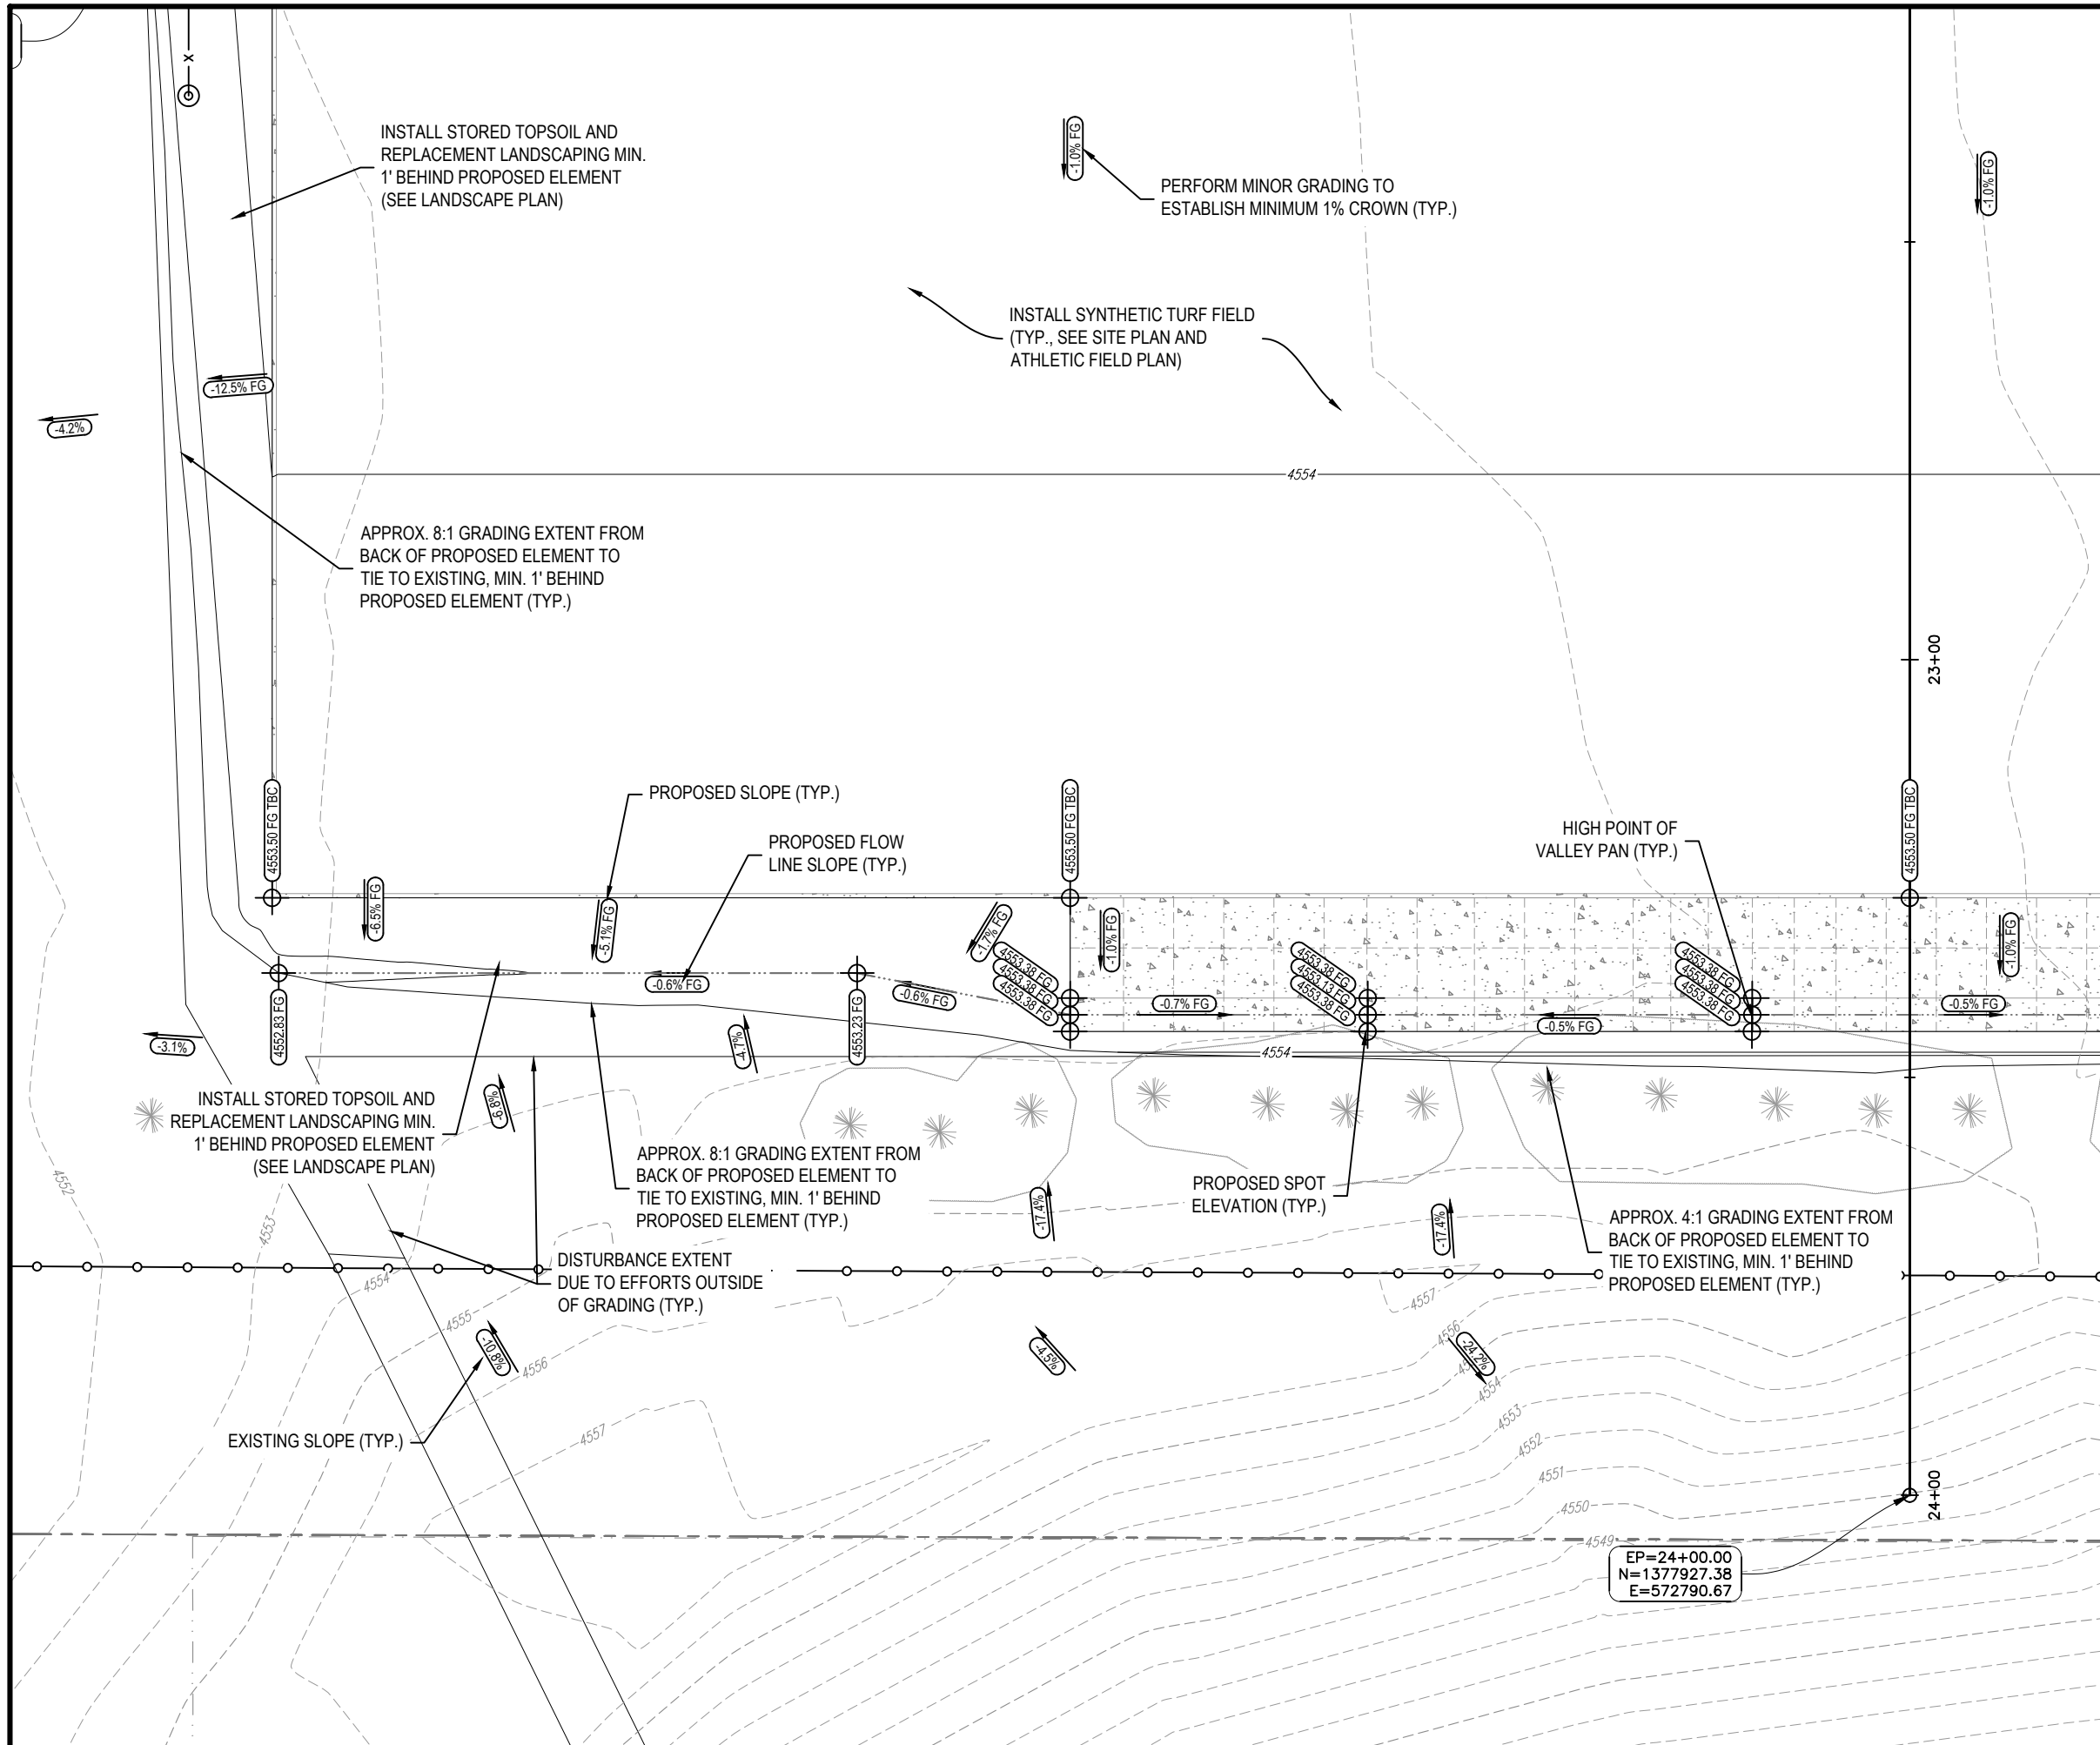 X
INSTALL STORED TOPSOIL AND
REPLACEMENT LANDSCAPING MIN.
1' BEHIND PROPOSED ELEMENT
(SEE LANDSCAPE PLAN)
-1.0% FG
PERFORM MINOR GRADING TO
ESTABLISH MINIMUM 1% CROWN (TYP.)
-1.0% FG
INSTALL SYNTHETIC TURF FIELD
(TYP., SEE SITE PLAN AND
ATHLETIC FIELD PLAN)
-12.5% FG
-4.2%
4554
APPROX. 8:1 GRADING EXTENT FROM
BACK OF PROPOSED ELEMENT TO
TIE TO EXISTING, MIN. 1' BEHIND
PROPOSED ELEMENT (TYP.)
23+00
4553.50 FG TBC
PROPOSED SLOPE (TYP.)
4553.50 FG TBC
4553.50 FG TBC
PROPOSED FLOW
LINE SLOPE (TYP.)
HIGH POINT OF
VALLEY PAN (TYP.)
-6.5% FG
-5.1% FG
-1.7% FG
-1.0% FG
-1.0% FG
4553.38 FG
4553.38 FG
4553.38 FG
4553.38 FG
4553.13 FG
4553.38 FG
4553.38 FG
4553.38 FG
4553.38 FG
-0.6% FG
-0.6% FG
-0.7% FG
-0.5% FG
-0.5% FG
4552.83 FG
4553.23 FG
-3.1%
-4.7%
4554
-6.8%
INSTALL STORED TOPSOIL AND
REPLACEMENT LANDSCAPING MIN.
1' BEHIND PROPOSED ELEMENT
(SEE LANDSCAPE PLAN)
APPROX. 8:1 GRADING EXTENT FROM
BACK OF PROPOSED ELEMENT TO
TIE TO EXISTING, MIN. 1' BEHIND
PROPOSED ELEMENT (TYP.)
PROPOSED SPOT
ELEVATION (TYP.)
4552
4553
-17.4%
-17.4%
APPROX. 4:1 GRADING EXTENT FROM
BACK OF PROPOSED ELEMENT TO
TIE TO EXISTING, MIN. 1' BEHIND
PROPOSED ELEMENT (TYP.)
DISTURBANCE EXTENT
DUE TO EFFORTS OUTSIDE
OF GRADING (TYP.)
4554
4555
4556
4557
4557
4556
-10.8%
-4.5%
-24.2%
4554
4553
4552
4551
4550
4549
EXISTING SLOPE (TYP.)
24+00
EP=24+00.00
N=1377927.38
E=572790.67